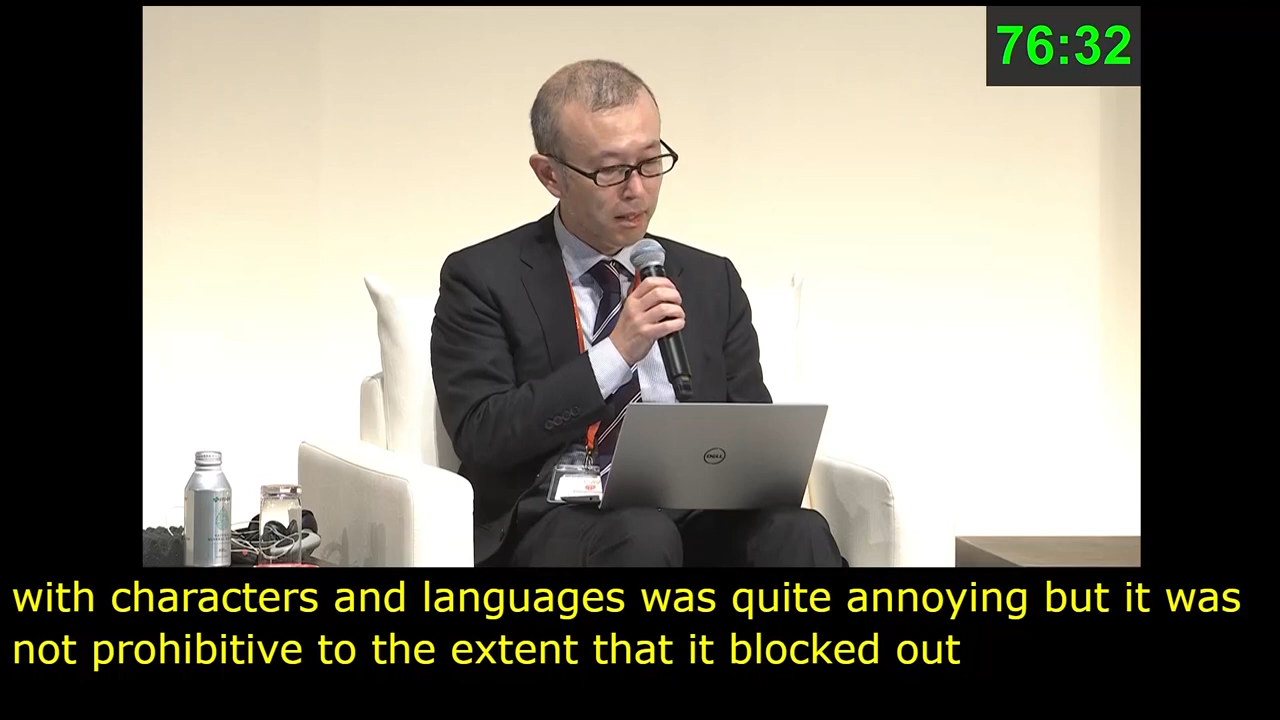 76:32
DELL
with characters and languages was quite annoying but it was
not prohibitive to the extent that it blocked out